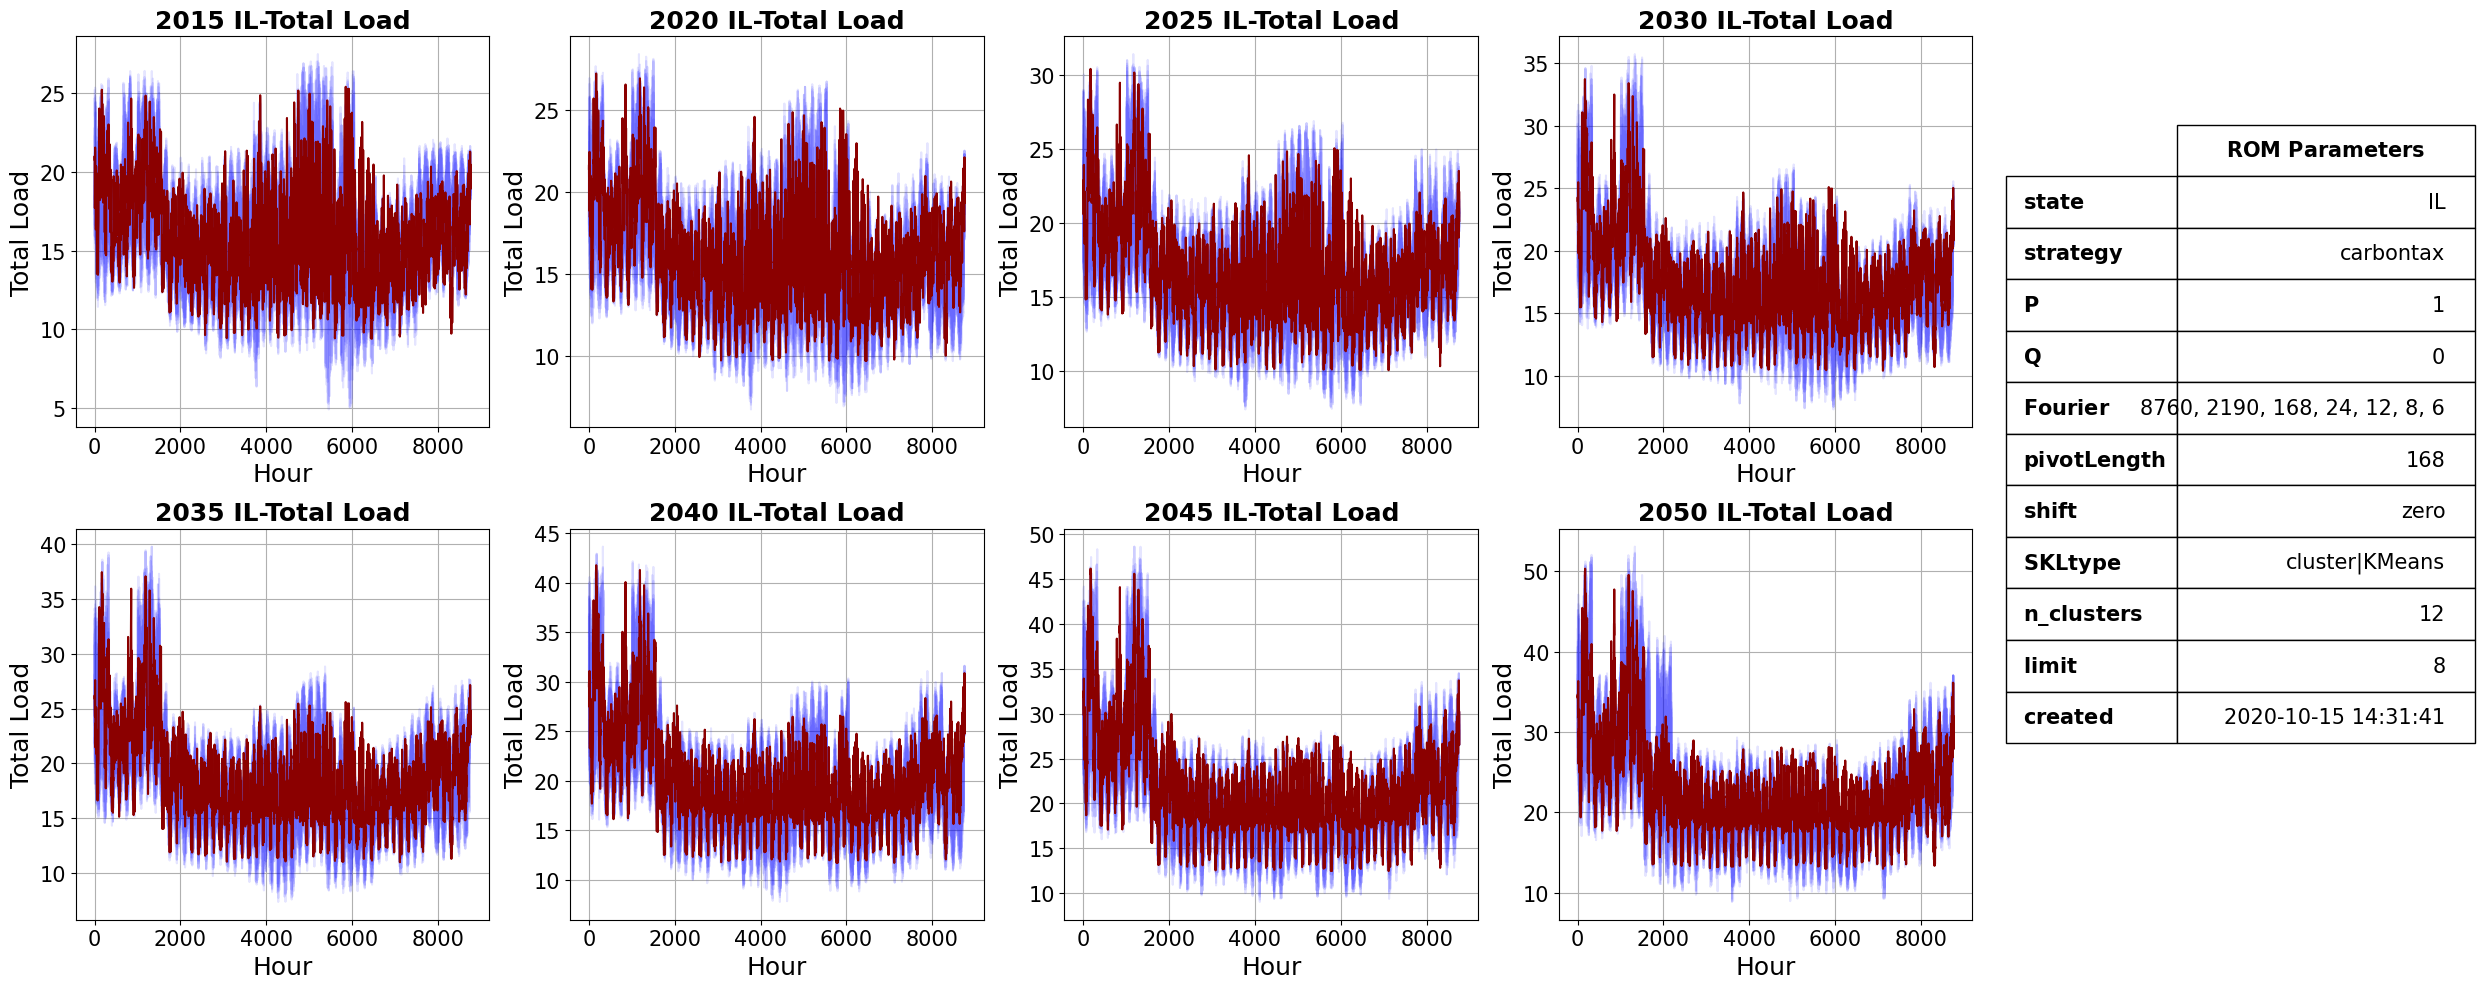 2015 IL-Total Load
25
20
15
10
5
Total Load
0 2000 4000 6000 8000
Hour
2020 IL-Total Load
25
20
15
10
Total Load
0 2000 4000 6000 8000
Hour
2025 IL-Total Load
30
25
20
15
10
Total Load
0 2000 4000 6000 8000
Hour
2030 IL-Total Load
35
30
25
20
15
10
Total Load
0 2000 4000 6000 8000
Hour
2035 IL-Total Load
40
35
30
25
20
15
10
Total Load
0 2000 4000 6000 8000
Hour
2040 IL-Total Load
45
40
35
30
25
20
15
10
Total Load
0 2000 4000 6000 8000
Hour
2045 IL-Total Load
50
45
40
35
30
25
20
15
10
Total Load
0 2000 4000 6000 8000
Hour
2050 IL-Total Load
50
40
30
20
10
Total Load
0 2000 4000 6000 8000
Hour
ROM Parameters
state IL
strategy carbontax
P 1
Q 0
Fourier 8760, 2190, 168, 24, 12, 8, 6
pivotLength 168
shift zero
SKLtype cluster|KMeans
n_clusters 12
limit 8
created 2020-10-15 14:31:41